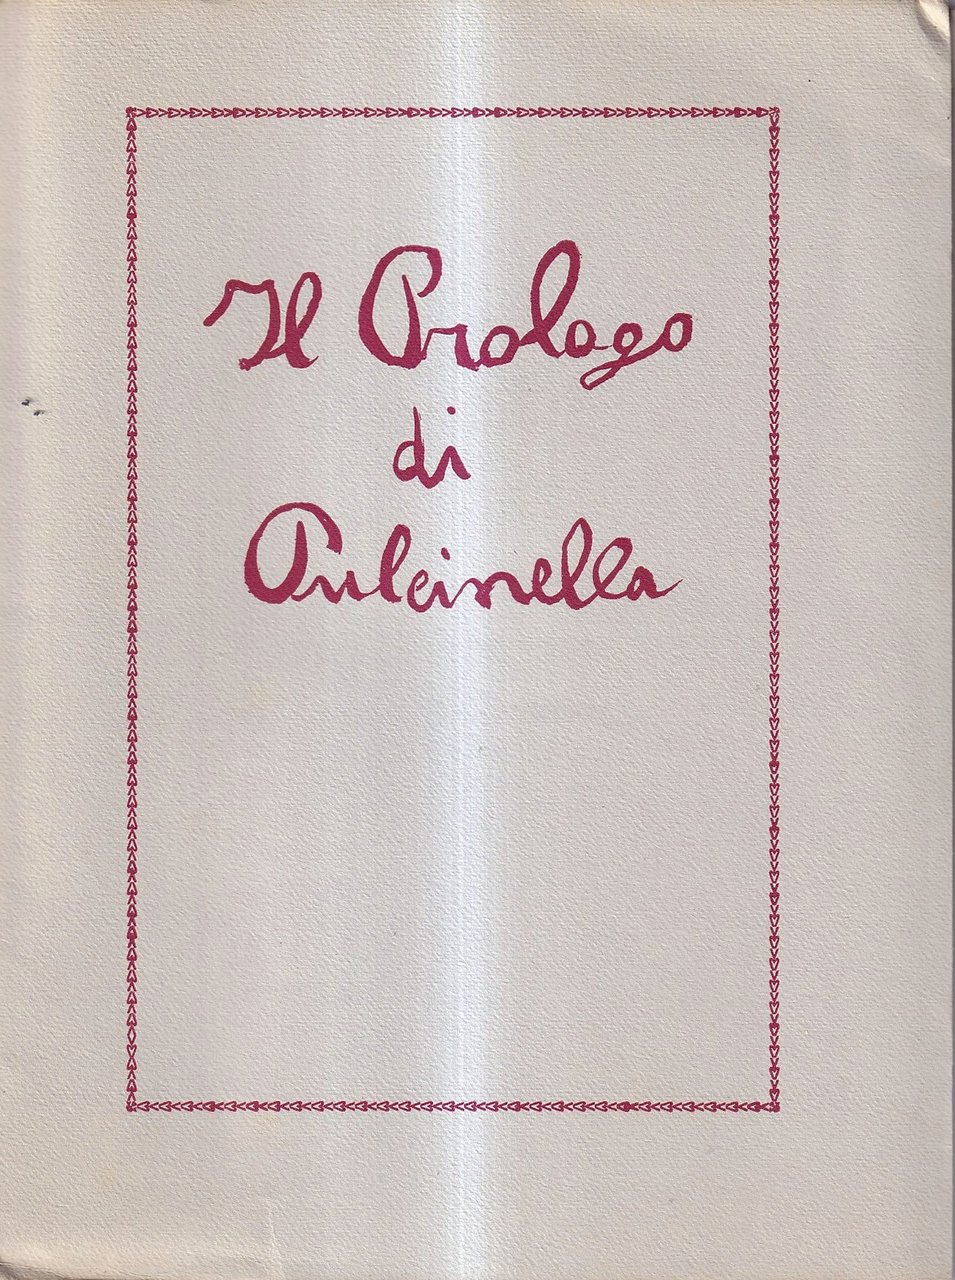 Il Prologo
di
Pulcinella